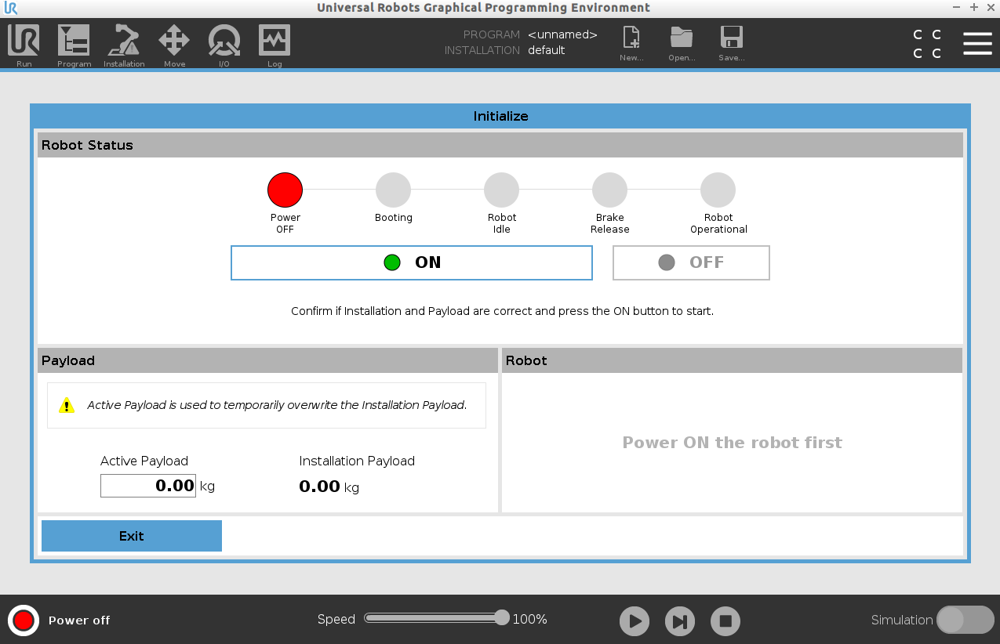 Universal Robots Graphical Programming Environment
Run
Program
Installation
Move
I/O
Log
PROGRAM <unnamed>
INSTALLATION default
New...
Open...
Save...
C C
C C
Initialize
Robot Status
Power
OFF
Booting
Robot
Idle
Brake
Release
Robot
Operational
ON
OFF
Confirm if Installation and Payload are correct and press the ON button to start.
Payload
Active Payload is used to temporarily overwrite the Installation Payload.
Active Payload
0.00 kg
Installation Payload
0.00 kg
Robot
Power ON the robot first
Exit
Power off
Speed 100%
Simulation